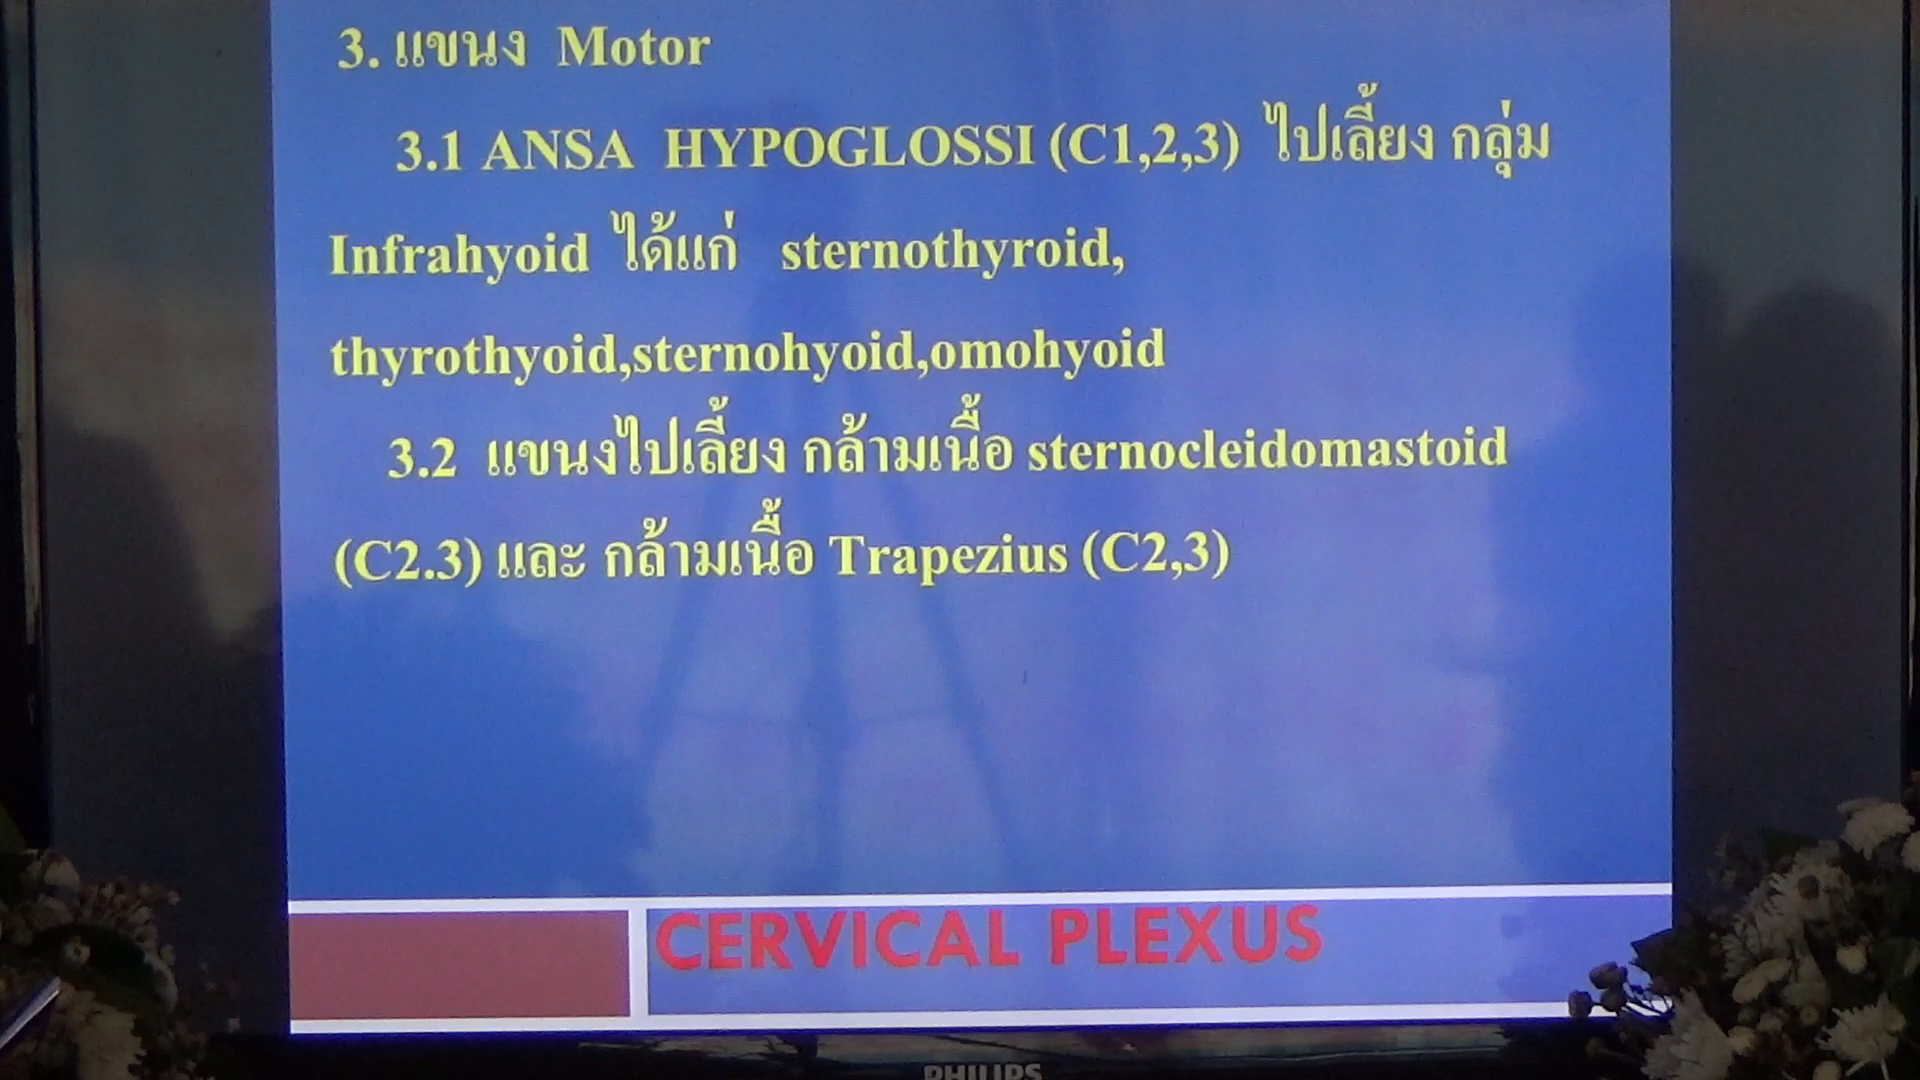 3. แขนง Motor
3.1 ANSA HYPOGLOSSI (C1,2,3) ไปเลี้ยง กลุ่ม
Infrahyoid ได้แก่ sternothyroid,
thyrothyoid,sternohyoid,omohyoid
3.2 แขนงไปเลี้ยง กล้ามเนื้อ sternocleidomastoid
(C2.3) และ กล้ามเนื้อ Trapezius (C2,3)
CERVICAL PLEXUS
PHILIPS